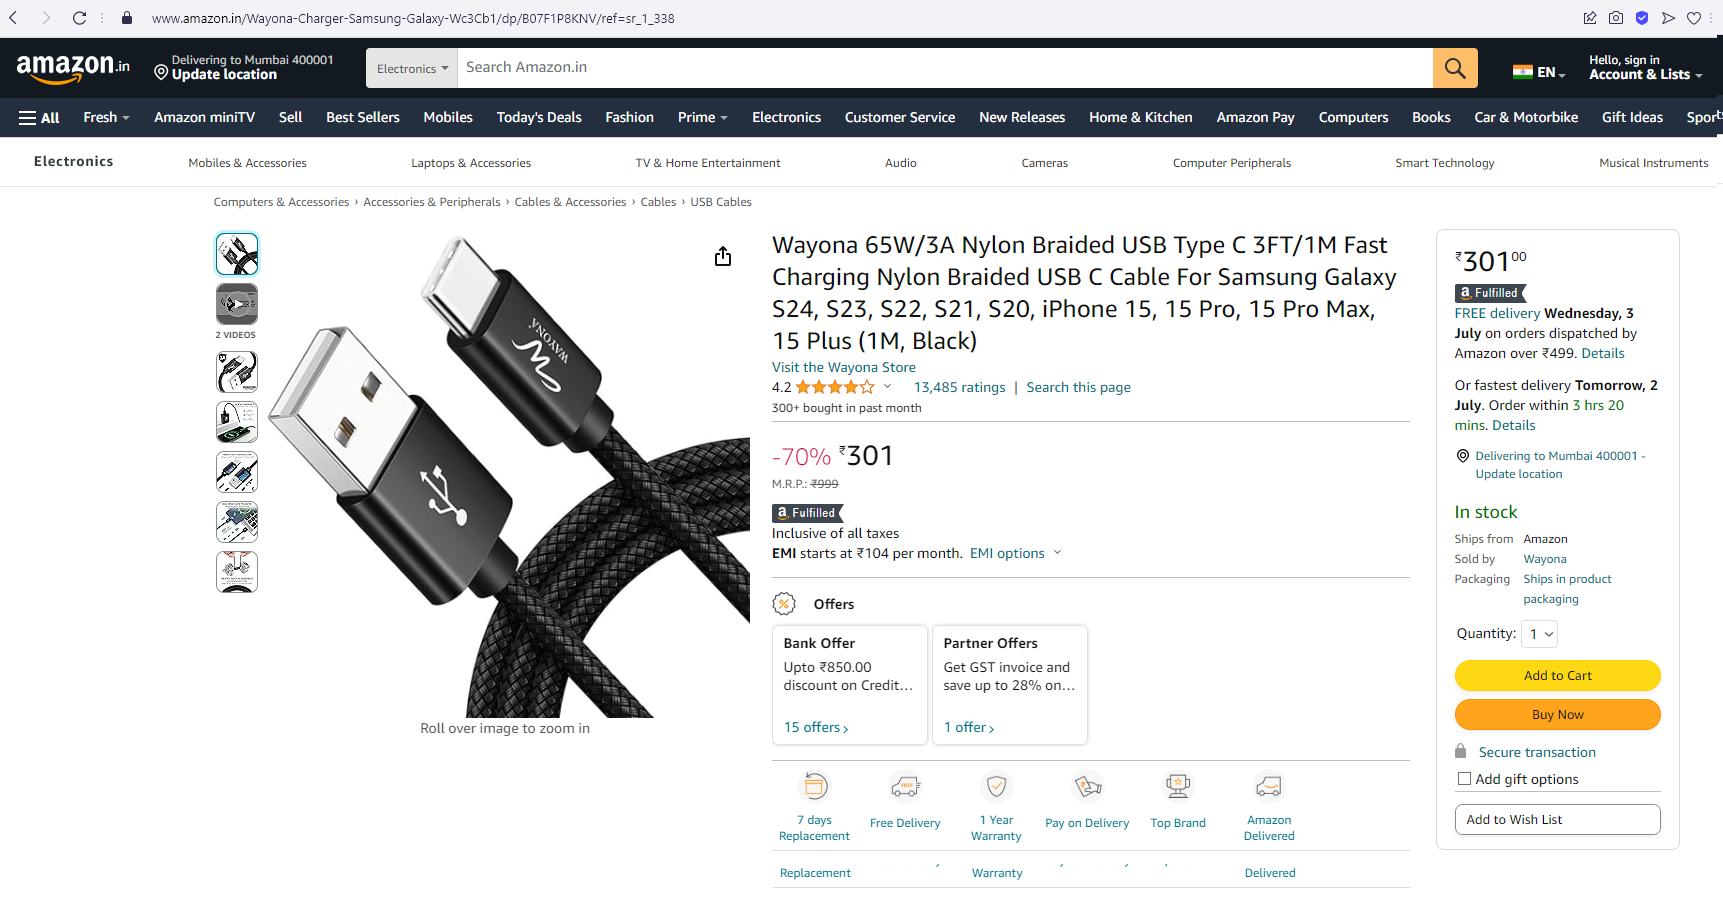 www.amazon.in/Wayona-Charger-Samsung-Galaxy-Wc3Cb1/dp/B07F1P8KNV/ref=sr_1_338
amazon.in
Delivering to Mumbai 400001
Update location
Electronics
Search Amazon.in
EN
Hello, sign in
Account & Lists
All Fresh Amazon miniTV Sell Best Sellers Mobiles Today's Deals Fashion Prime Electronics Customer Service New Releases Home & Kitchen Amazon Pay Computers Books Car & Motorbike Gift Ideas Sports
Electronics Mobiles & Accessories Laptops & Accessories TV & Home Entertainment Audio Cameras Computer Peripherals Smart Technology Musical Instruments
Computers & Accessories › Accessories & Peripherals › Cables & Accessories › Cables › USB Cables
2 VIDEOS
WAYONA
Roll over image to zoom in
Wayona 65W/3A Nylon Braided USB Type C 3FT/1M Fast
Charging Nylon Braided USB C Cable For Samsung Galaxy
S24, S23, S22, S21, S20, iPhone 15, 15 Pro, 15 Pro Max,
15 Plus (1M, Black)
Visit the Wayona Store
4.2 13,485 ratings | Search this page
300+ bought in past month
-70% ₹301
M.R.P.: ₹999
a Fulfilled
Inclusive of all taxes
EMI starts at ₹104 per month. EMI options
% Offers
Bank Offer
Upto ₹850.00
discount on Credit…
15 offers ›
Partner Offers
Get GST invoice and
save up to 28% on…
1 offer ›
7 days
Replacement
Free Delivery
1 Year
Warranty
Pay on Delivery
Top Brand
Amazon
Delivered
Replacement
Warranty
Delivered
₹301 00
a Fulfilled
FREE delivery Wednesday, 3
July on orders dispatched by
Amazon over ₹499. Details
Or fastest delivery Tomorrow, 2
July. Order within 3 hrs 20
mins. Details
Delivering to Mumbai 400001 -
Update location
In stock
Ships from Amazon
Sold by Wayona
Packaging Ships in product
packaging
Quantity: 1
Add to Cart
Buy Now
Secure transaction
Add gift options
Add to Wish List